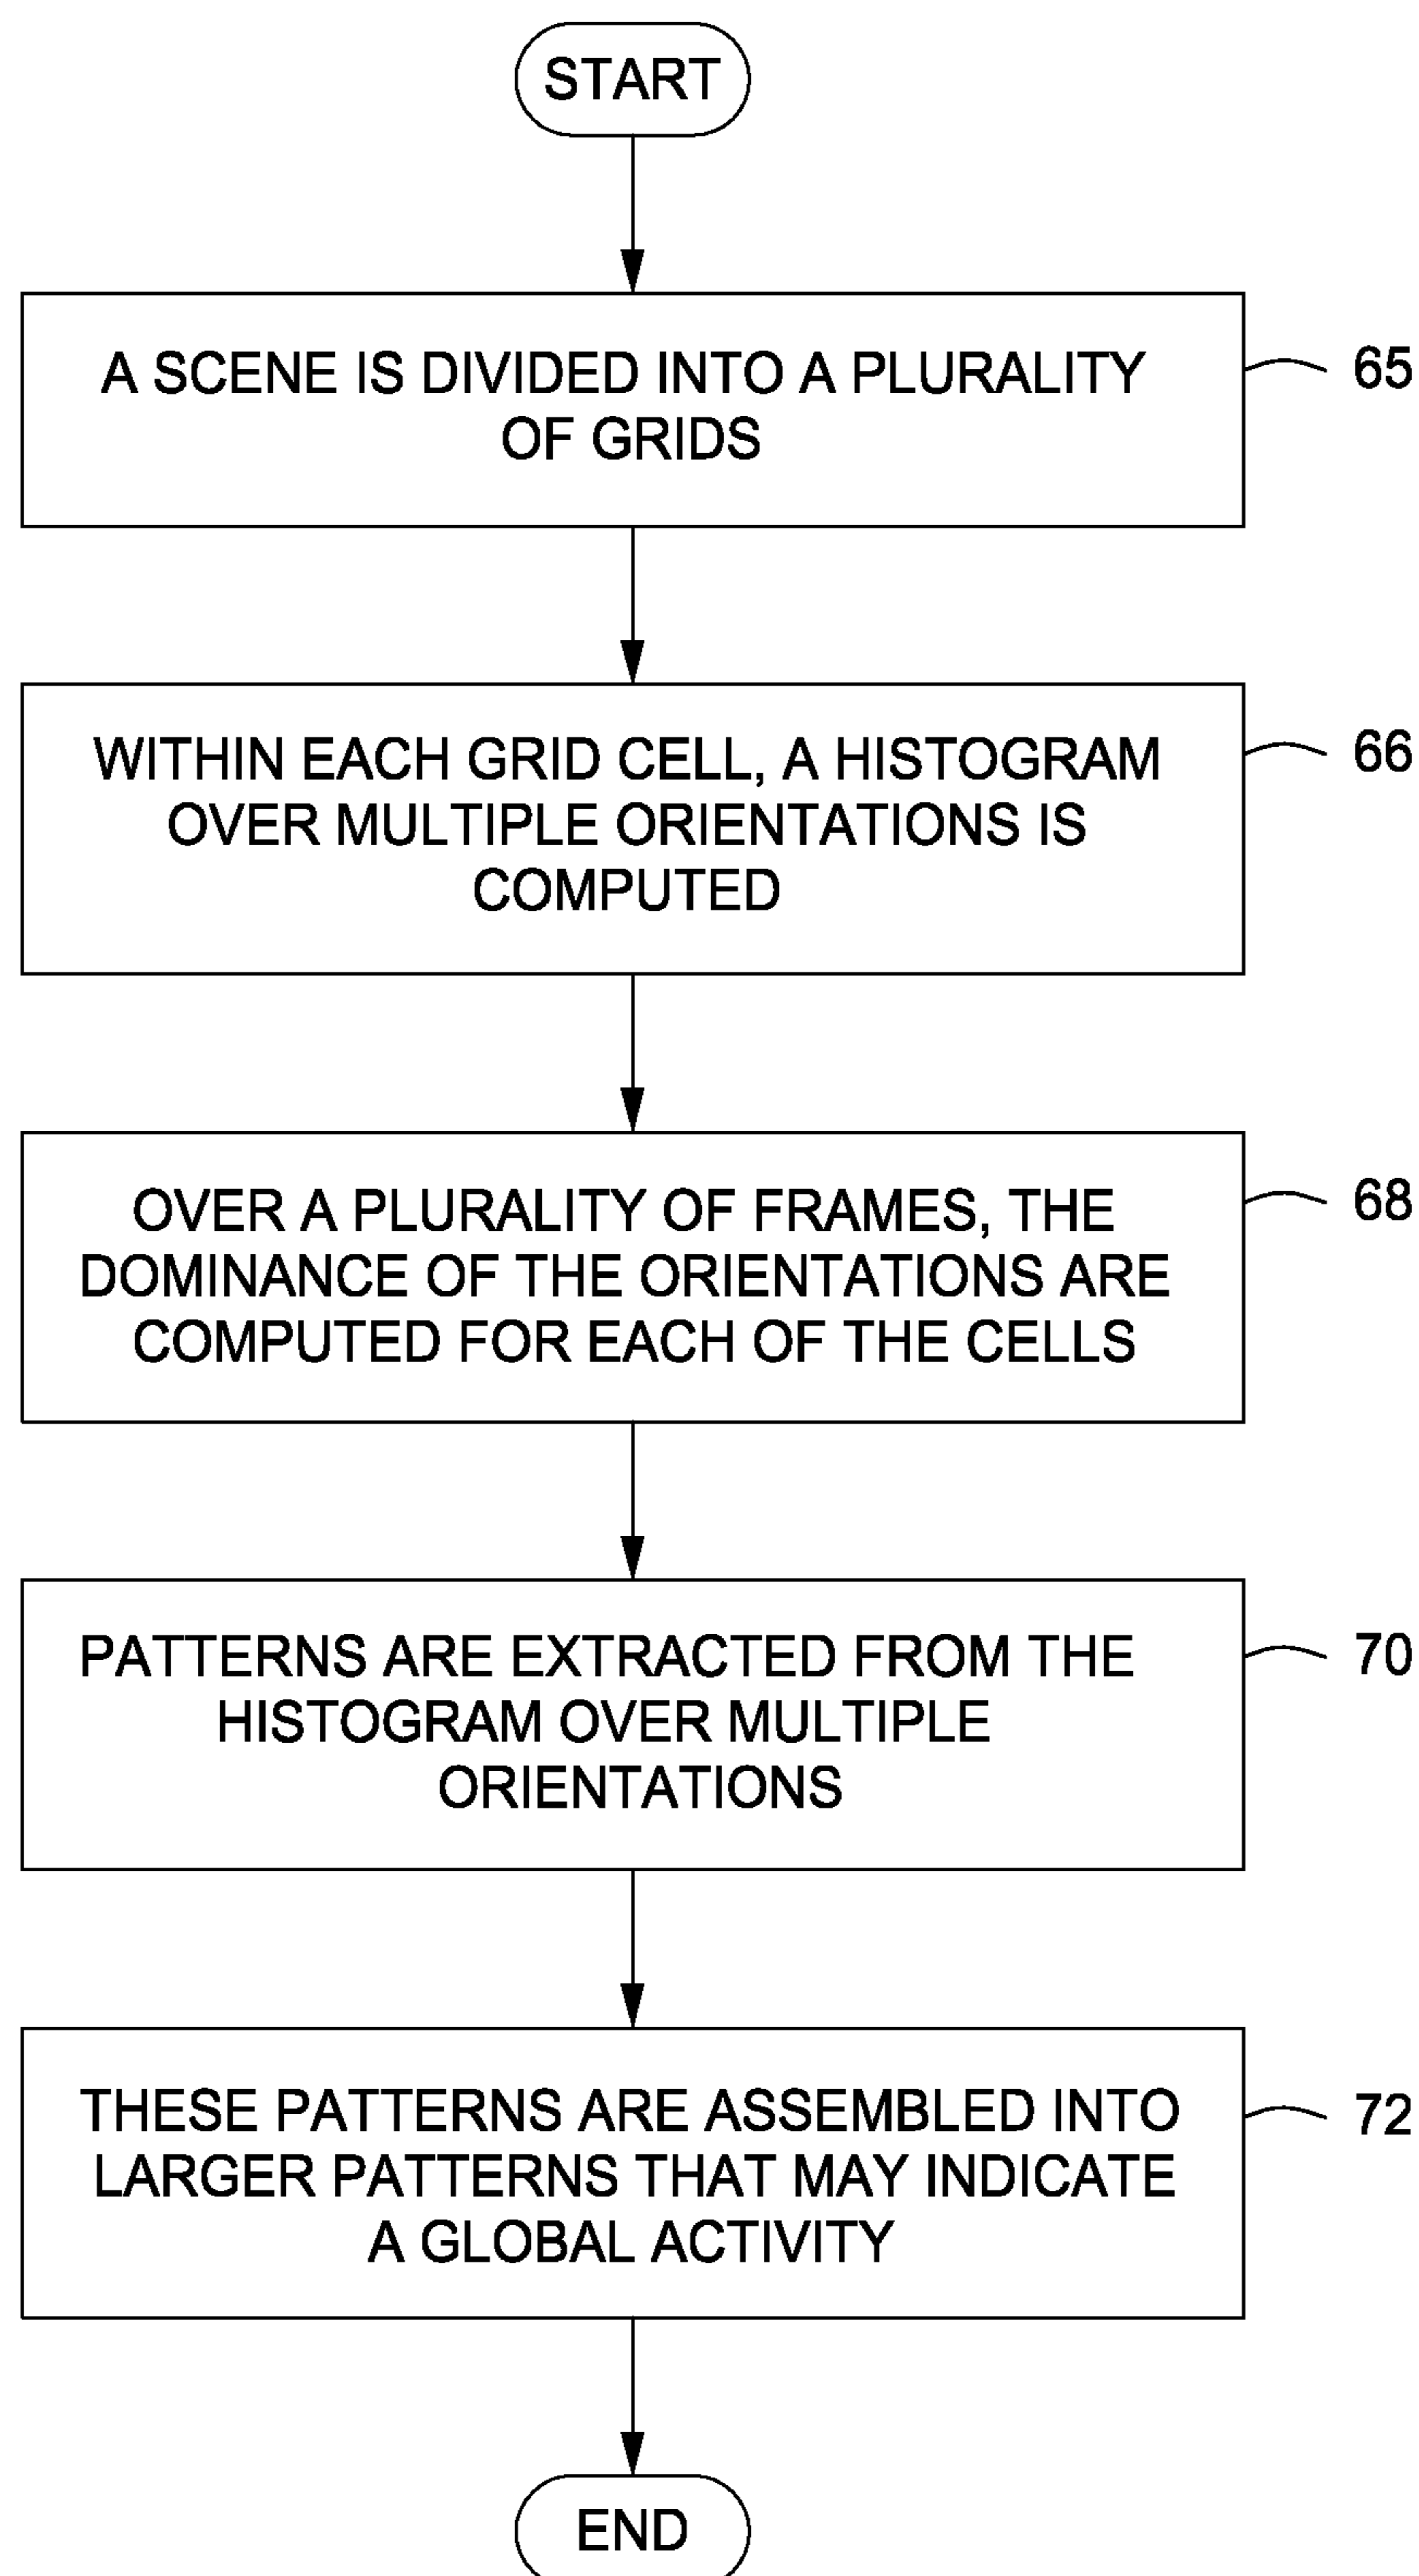 START
A SCENE IS DIVIDED INTO A PLURALITY
OF GRIDS
65
WITHIN EACH GRID CELL, A HISTOGRAM
OVER MULTIPLE ORIENTATIONS IS
COMPUTED
66
OVER A PLURALITY OF FRAMES, THE
DOMINANCE OF THE ORIENTATIONS ARE
COMPUTED FOR EACH OF THE CELLS
68
PATTERNS ARE EXTRACTED FROM THE
HISTOGRAM OVER MULTIPLE
ORIENTATIONS
70
THESE PATTERNS ARE ASSEMBLED INTO
LARGER PATTERNS THAT MAY INDICATE
A GLOBAL ACTIVITY
72
END